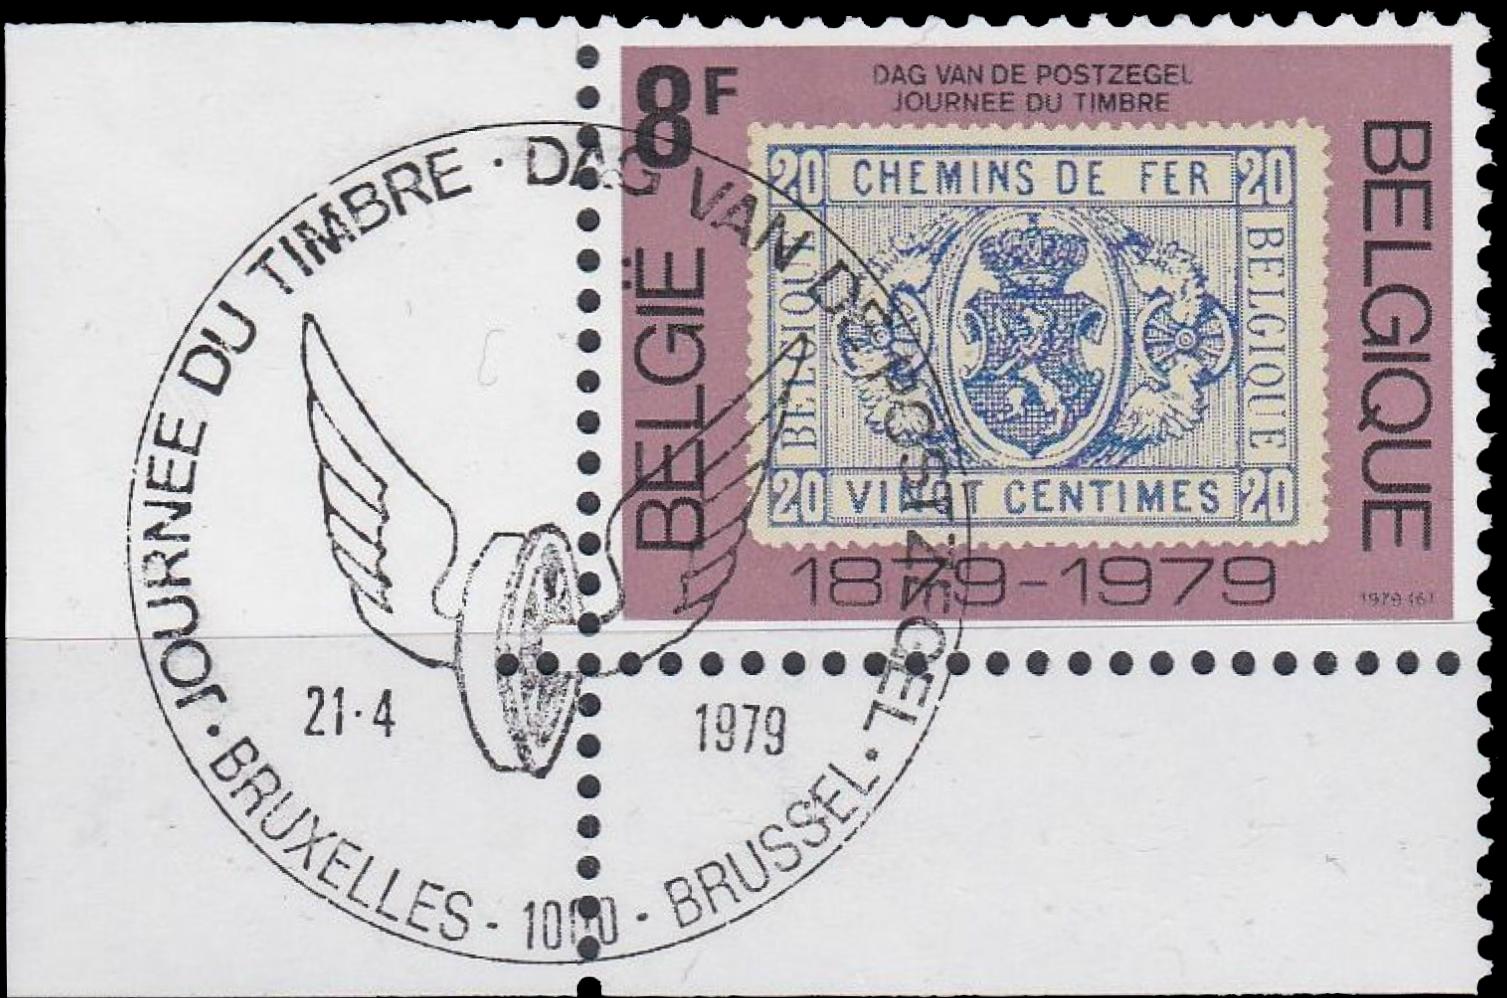 8F
DAG VAN DE POSTZEGEL
JOURNEE DU TIMBRE
BELGIË
BELGIQUE
20 CHEMINS DE FER 20
BELGIQUE
BELGIQUE
20 VINGT CENTIMES 20
1879-1979
1979 (6)
JOURNEE DU TIMBRE · DAG VAN DE POSTZEGEL ·
21·4 1979
BRUXELLES - 1000 - BRUSSEL